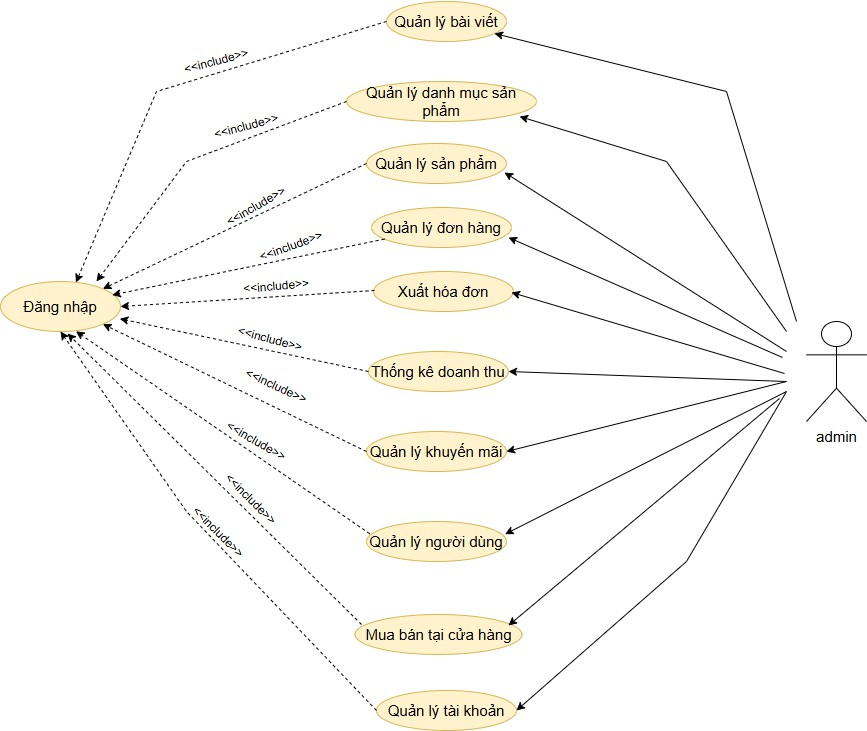 Quản lý bài viết
<<include>>
Quản lý danh mục sản
phẩm
<<include>>
Quản lý sản phẩm
<<include>>
Quản lý đơn hàng
<<include>>
Xuất hóa đơn
<<include>>
Đăng nhập
Thống kê doanh thu
<<include>>
Quản lý khuyến mãi
<<include>>
admin
Quản lý người dùng
<<include>>
Mua bán tại cửa hàng
<<include>>
Quản lý tài khoản
<<include>>